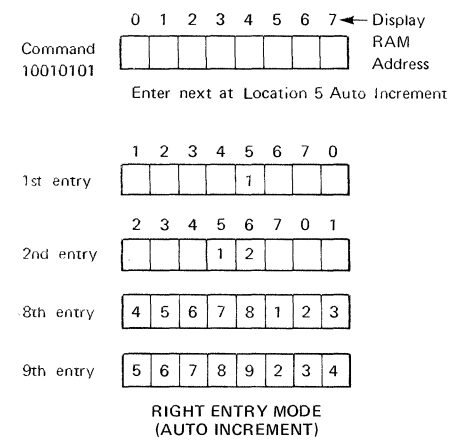 0 1 2 3 4 5 6 7 Display
Command RAM
10010101 Address
Enter next at Location 5 Auto Increment
1 2 3 4 5 6 7 0
1st entry 1
2 3 4 5 6 7 0 1
2nd entry 1 2
8th entry 4 5 6 7 8 1 2 3
9th entry 5 6 7 8 9 2 3 4
RIGHT ENTRY MODE
(AUTO INCREMENT)